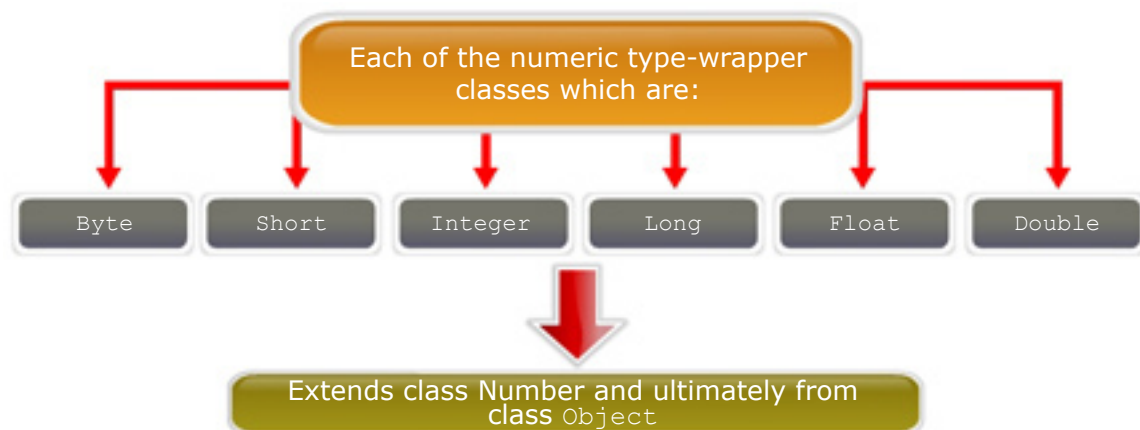 Each of the numeric type-wrapper
classes which are:
Byte
Short
Integer
Long
Float
Double
Extends class Number and ultimately from
class Object